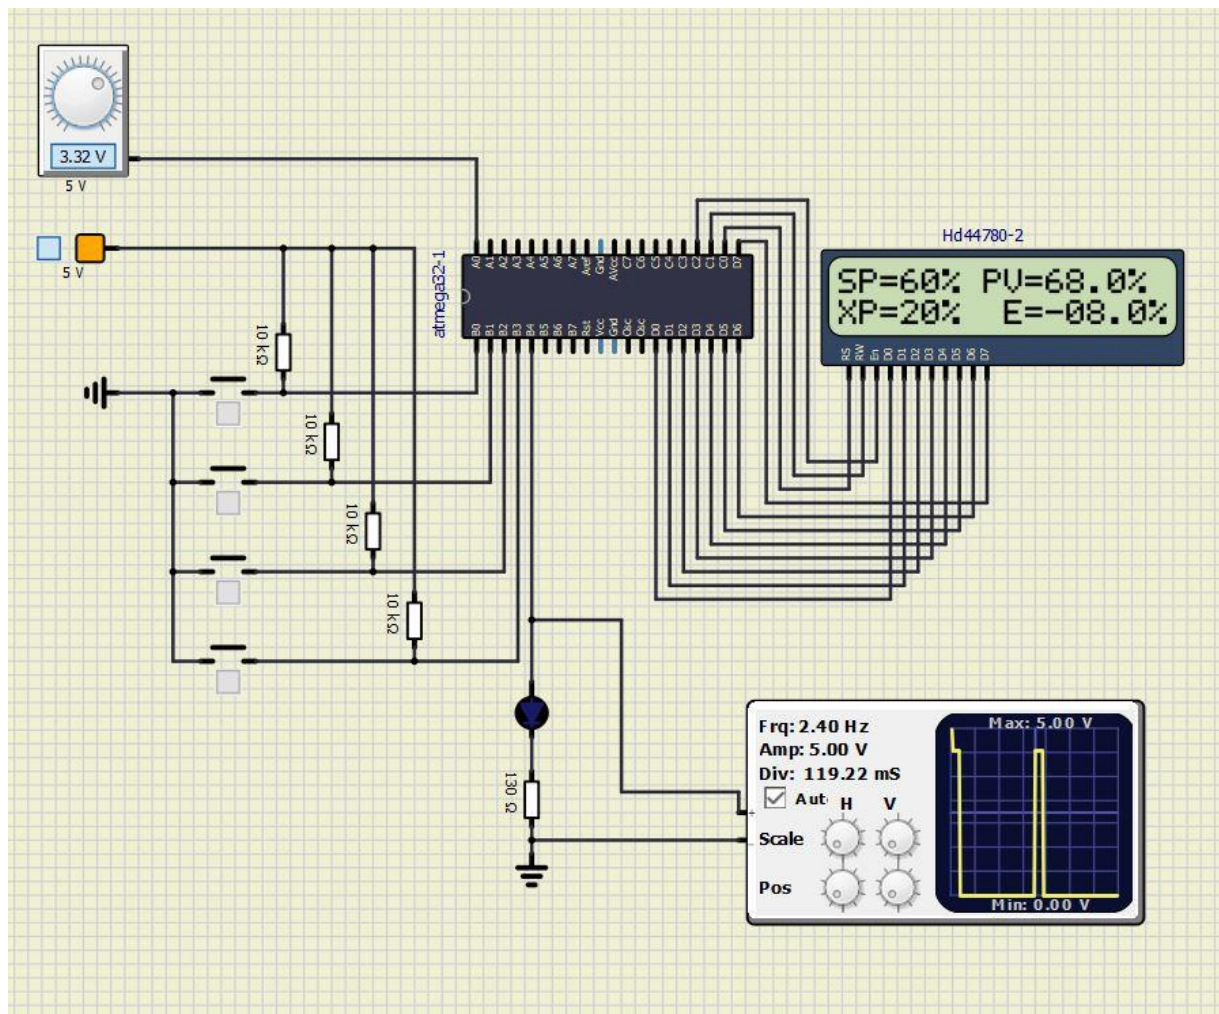 3.32 V
5 V
5 V
10 kΩ
10 kΩ
10 kΩ
10 kΩ
atmega32-1
A0 A1 A2 A3 A4 A5 A6 A7 Aref Gnd AVcc C7 C6 C5 C4 C3 C2 C1 C0 D7
B0 B1 B2 B3 B4 B5 B6 B7 Rst Vcc Gnd Osc Osc D0 D1 D2 D3 D4 D5 D6
Hd44780-2
SP=60% PV=68.0%
XP=20% E=-08.0%
RS RW En D0 D1 D2 D3 D4 D5 D6 D7
130 Ω
Frq: 2.40 Hz
Amp: 5.00 V
Div: 119.22 mS
Aut H V
Scale
Pos
+
-
Max: 5.00 V
Min: 0.00 V